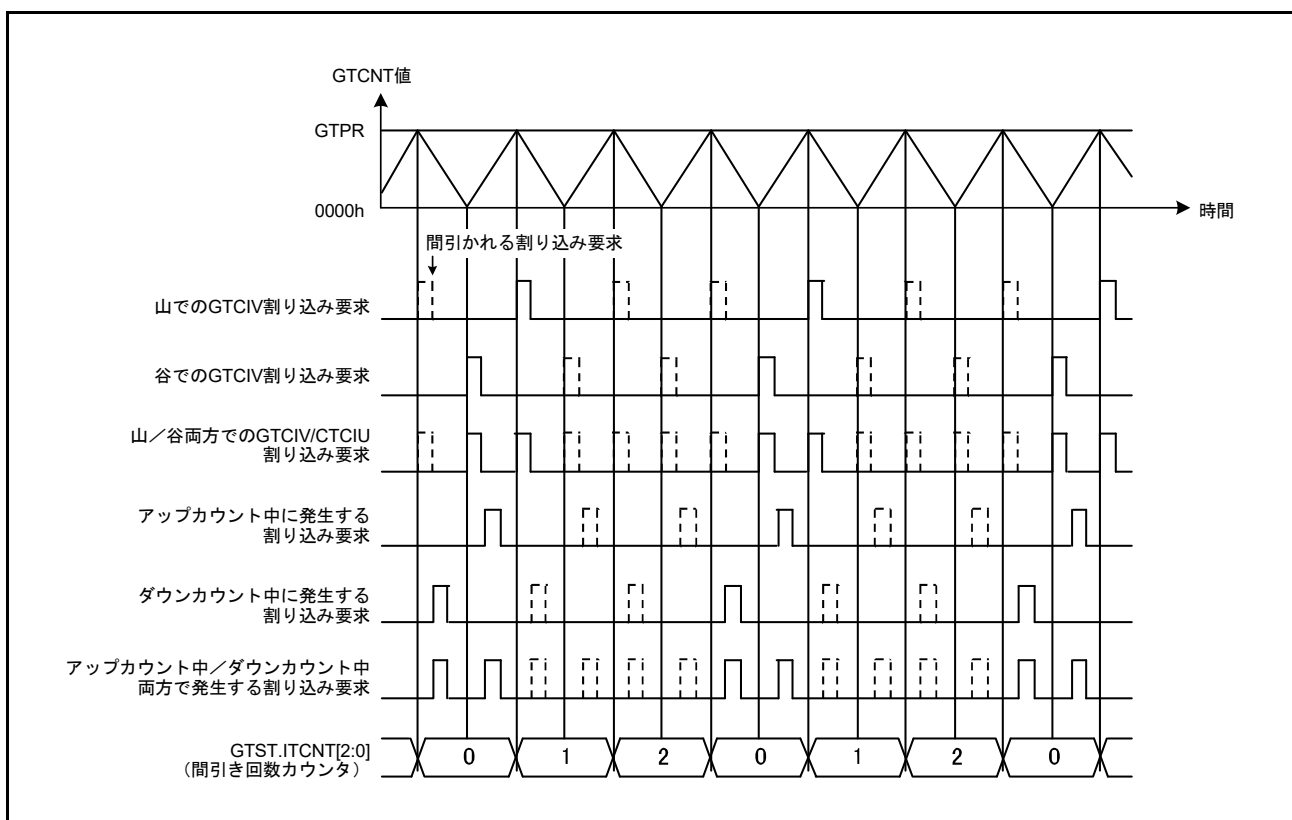 GTCNT値
GTPR
0000h
時間
間引かれる割り込み要求
山でのGTCIV割り込み要求
谷でのGTCIV割り込み要求
山／谷両方でのGTCIV/CTCIU
割り込み要求
アップカウント中に発生する
割り込み要求
ダウンカウント中に発生する
割り込み要求
アップカウント中／ダウンカウント中
両方で発生する割り込み要求
GTST.ITCNT[2:0]
（間引き回数カウンタ）
0 1 2 0 1 2 0